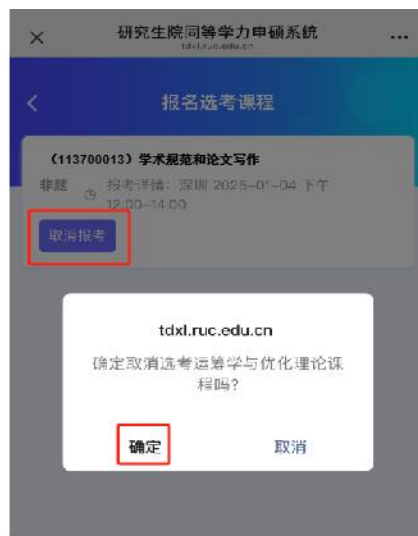 研究生院同等学力申硕系统
tdxl.ruc.edu.cn
报名选考课程
（113700013）学术规范和论文写作
非题 报考详情：深圳 2025-01-04 下午
12:00-14:00
取消报考
tdxl.ruc.edu.cn
确定取消选考运筹学与优化理论课
程吗?
确定 取消